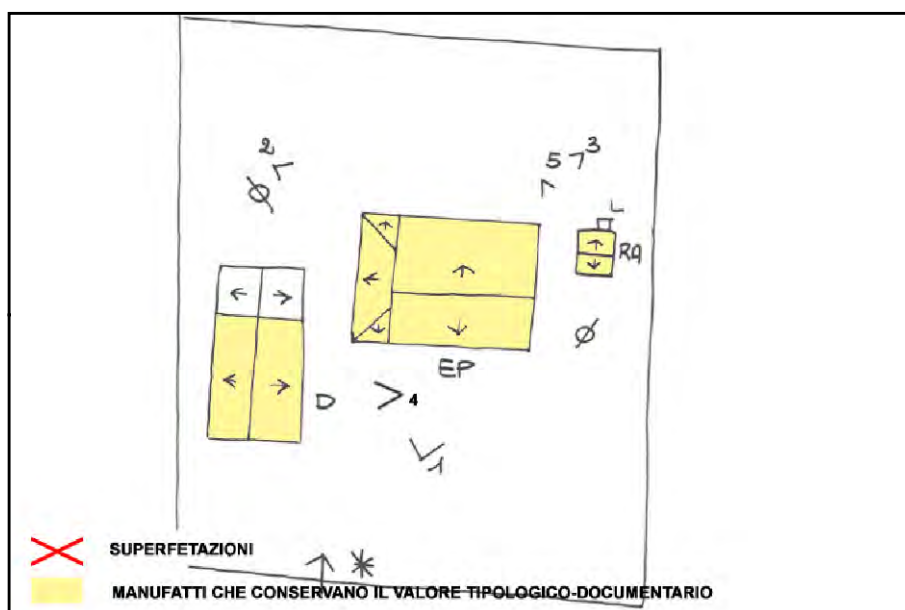 2
5 3
L
RA
EP
D
4
1
SUPERFETAZIONI
MANUFATTI CHE CONSERVANO IL VALORE TIPOLOGICO-DOCUMENTARIO